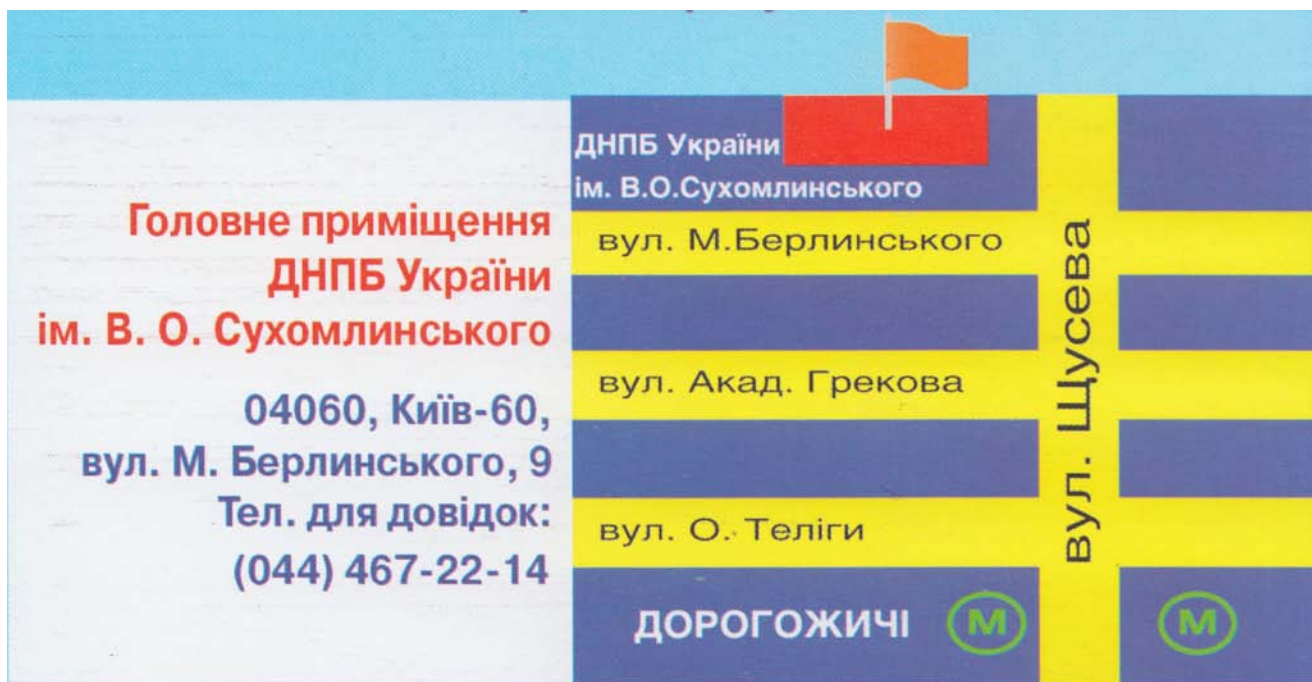 Головне приміщення
ДНПБ України
ім. В. О. Сухомлинського
04060, Київ-60,
вул. М. Берлинського, 9
Тел. для довідок:
(044) 467-22-14
ДНПБ України
ім. В.О.Сухомлинського
вул. М.Берлинського
вул. Акад. Грекова
вул. О. Теліги
вул. Щусева
ДОРОГОЖИЧІ М М